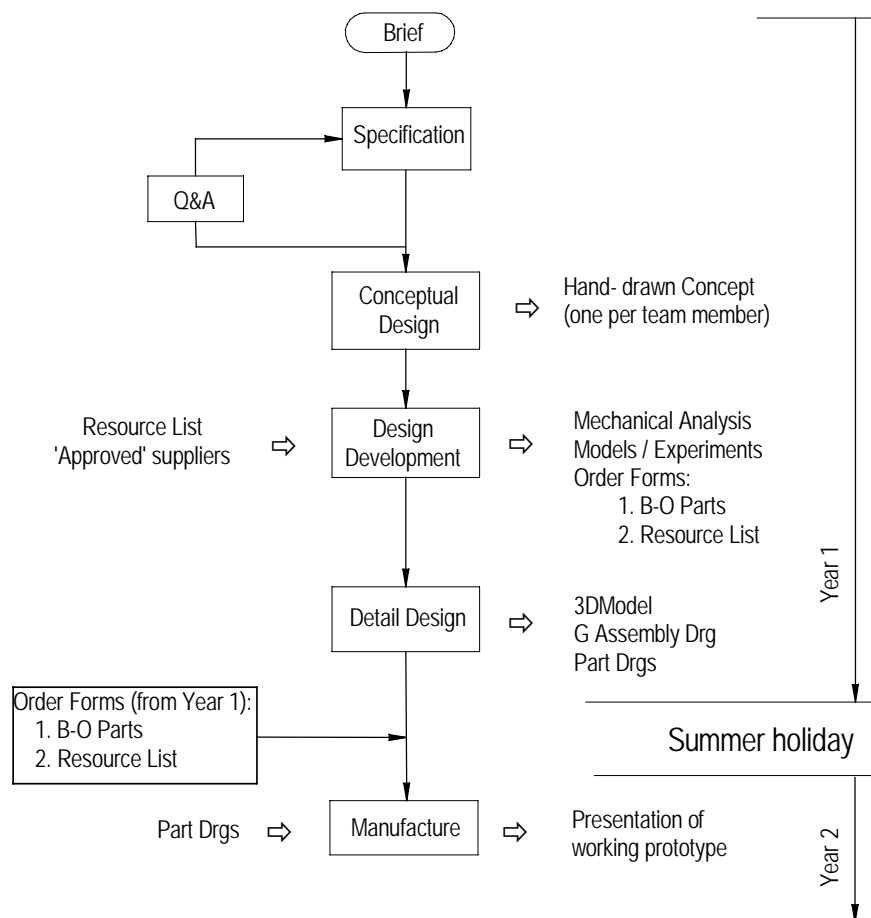 Brief
Specification
Q&A
Conceptual
Design
Hand- drawn Concept
(one per team member)
Resource List
'Approved' suppliers
Design
Development
Mechanical Analysis
Models / Experiments
Order Forms:
1. B-O Parts
2. Resource List
Year 1
Detail Design
3DModel
G Assembly Drg
Part Drgs
Order Forms (from Year 1):
1. B-O Parts
2. Resource List
Summer holiday
Part Drgs
Manufacture
Presentation of
working prototype
Year 2